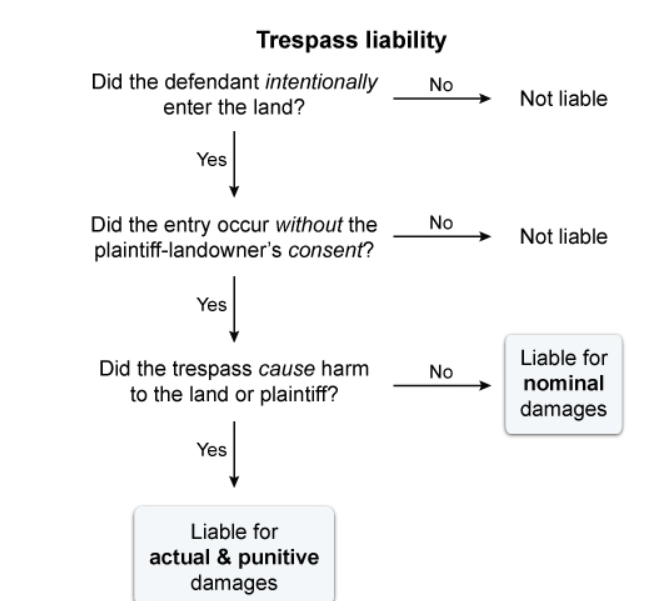 Trespass liability
Did the defendant intentionally
enter the land?
No
Not liable
Yes
Did the entry occur without the
plaintiff-landowner's consent?
No
Not liable
Yes
Did the trespass cause harm
to the land or plaintiff?
No
Liable for
nominal
damages
Yes
Liable for
actual & punitive
damages